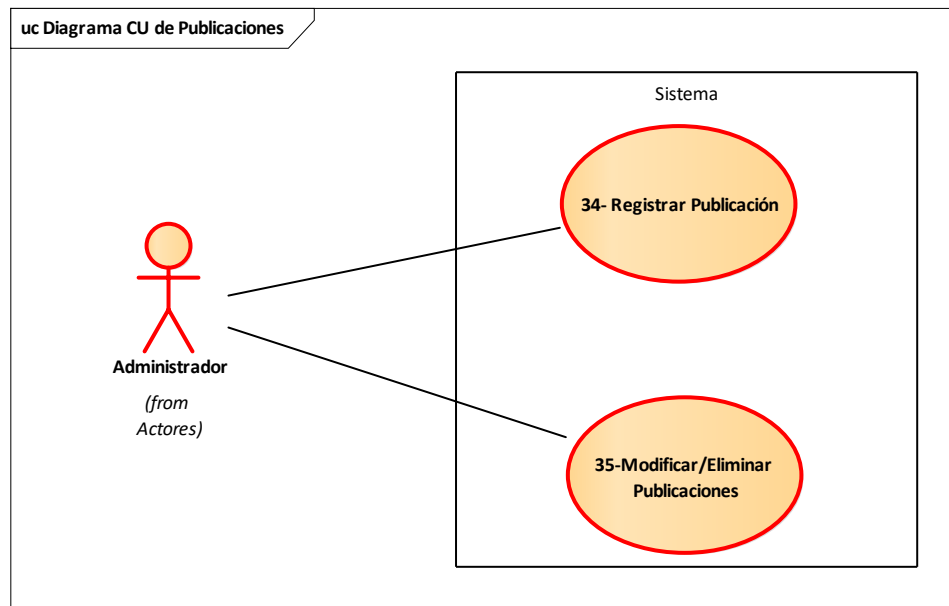 uc Diagrama CU de Publicaciones
Sistema
34- Registrar Publicación
Administrador
(from
Actores)
35-Modificar/Eliminar
Publicaciones